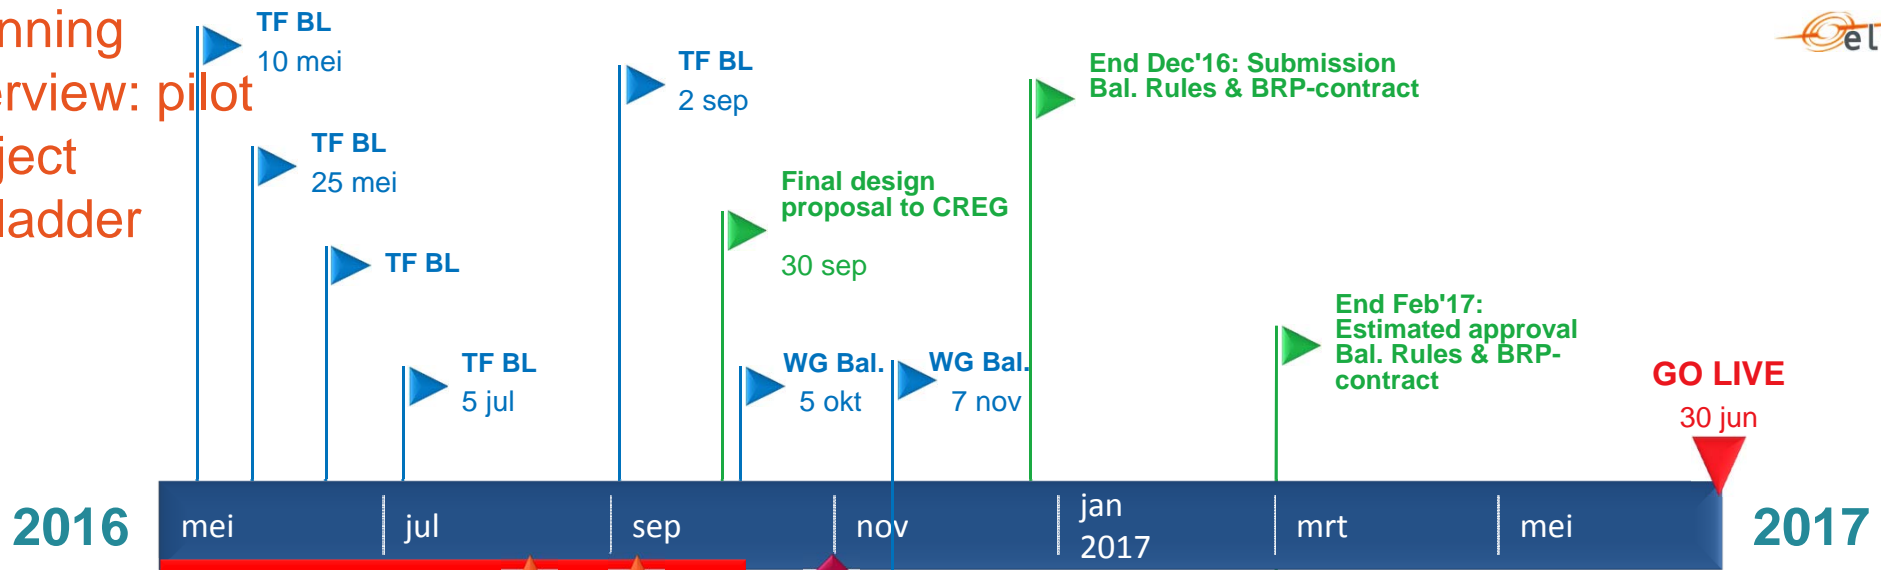 nning
erview: pilot
ject
ladder
TF BL
10 mei
TF BL
25 mei
TF BL
TF BL
5 jul
TF BL
2 sep
Final design
proposal to CREG
30 sep
WG Bal.
5 okt
WG Bal.
7 nov
End Dec'16: Submission
Bal. Rules & BRP-contract
End Feb'17:
Estimated approval
Bal. Rules & BRP-
contract
GO LIVE
30 jun
el
2016
mei
jul
sep
nov
jan
2017
mrt
mei
2017